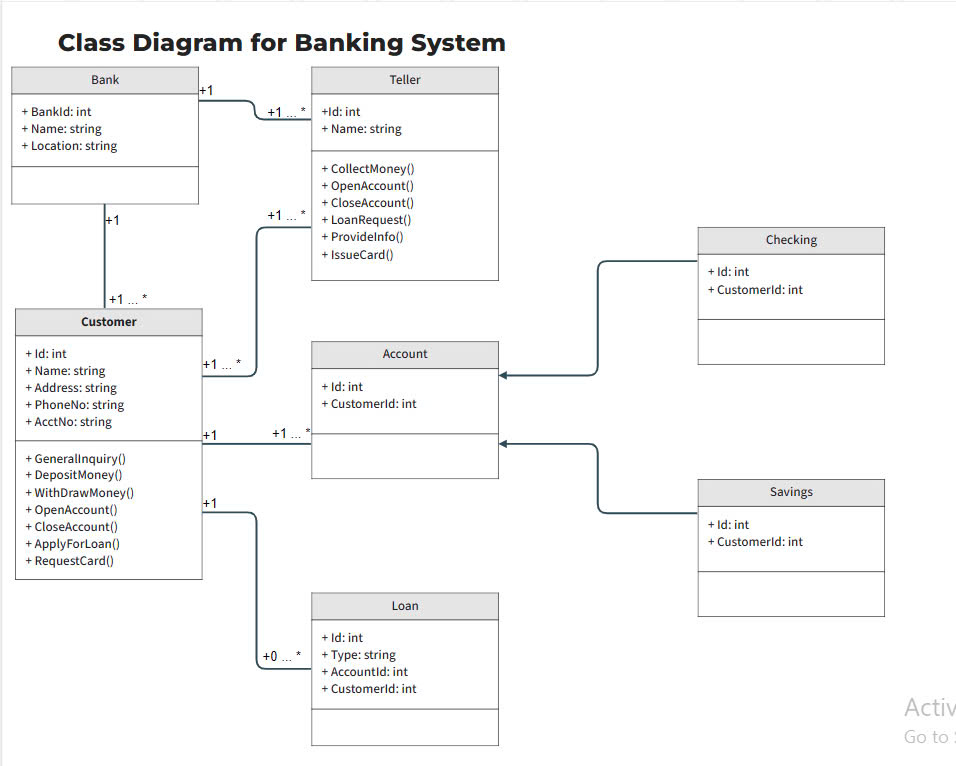 Class Diagram for Banking System
Bank
+ BankId: int
+ Name: string
+ Location: string
+1
+1 ... *
Teller
+Id: int
+ Name: string
+ CollectMoney()
+ OpenAccount()
+ CloseAccount()
+ LoanRequest()
+ ProvideInfo()
+ IssueCard()
+1
+1 ... *
+1 ... *
Customer
+ Id: int
+ Name: string
+ Address: string
+ PhoneNo: string
+ AcctNo: string
+ GeneralInquiry()
+ DepositMoney()
+ WithDrawMoney()
+ OpenAccount()
+ CloseAccount()
+ ApplyForLoan()
+ RequestCard()
+1 ... *
+1
+1 ... *
+1
+0 ... *
Account
+ Id: int
+ CustomerId: int
Checking
+ Id: int
+ CustomerId: int
Savings
+ Id: int
+ CustomerId: int
Loan
+ Id: int
+ Type: string
+ AccountId: int
+ CustomerId: int
Activ
Go to